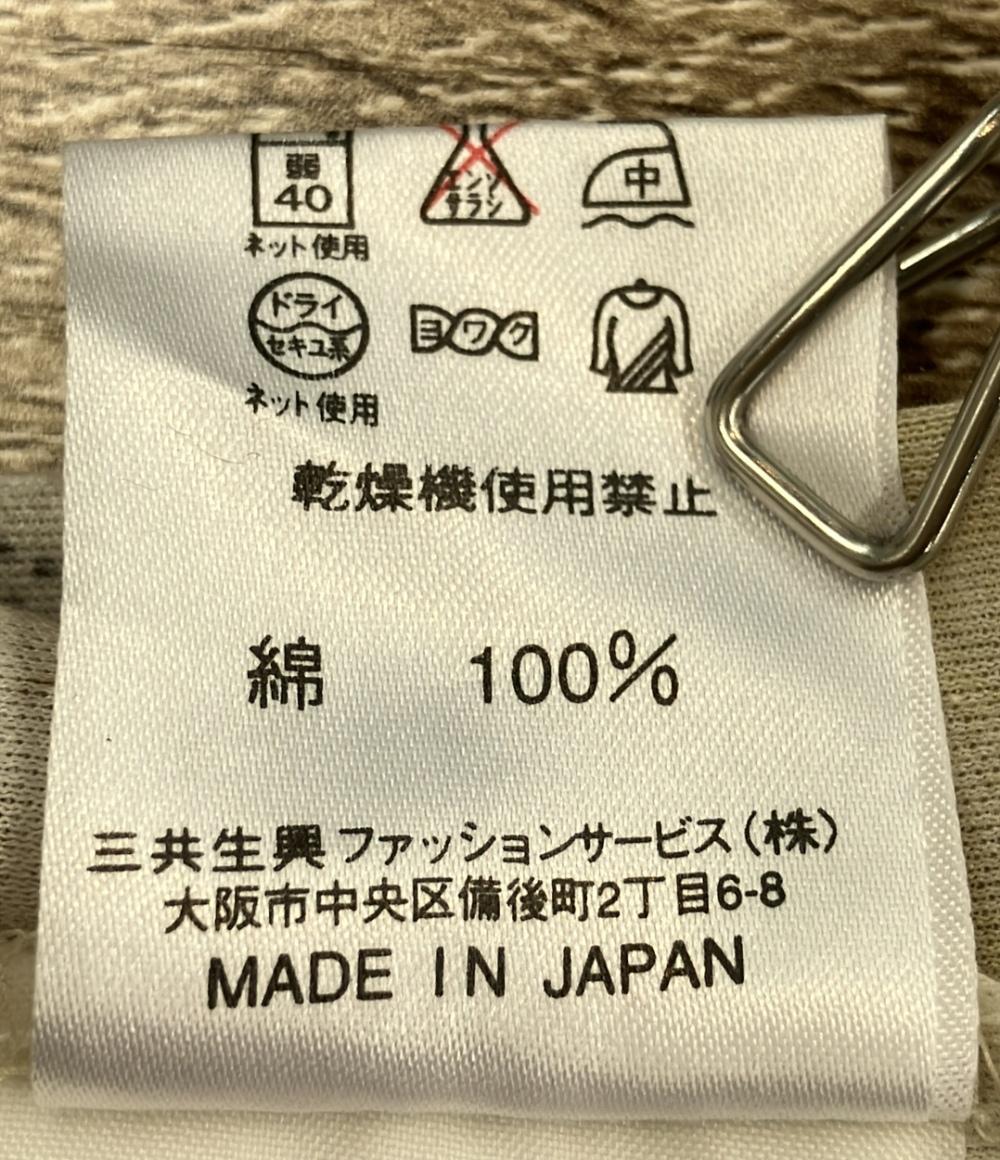 弱
40
ネット使用
エンソ
サラシ
中
ドライ
セキユ系
ネット使用
ヨワク
乾燥機使用禁止
綿 100%
三共生興ファッションサービス(株)
大阪市中央区備後町2丁目6-8
MADE IN JAPAN